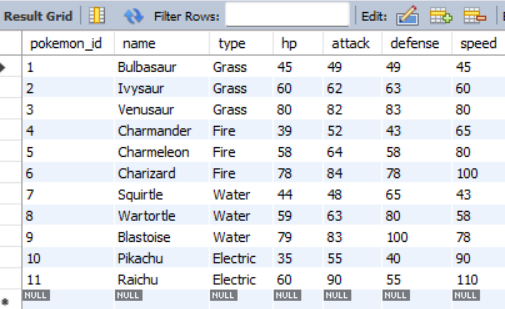 Result Grid Filter Rows: Edit:
pokemon_id name type hp attack defense speed
1 Bulbasaur Grass 45 49 49 45
2 Ivysaur Grass 60 62 63 60
3 Venusaur Grass 80 82 83 80
4 Charmander Fire 39 52 43 65
5 Charmeleon Fire 58 64 58 80
6 Charizard Fire 78 84 78 100
7 Squirtle Water 44 48 65 43
8 Wartortle Water 59 63 80 58
9 Blastoise Water 79 83 100 78
10 Pikachu Electric 35 55 40 90
11 Raichu Electric 60 90 55 110
NULL NULL NULL NULL NULL NULL NULL